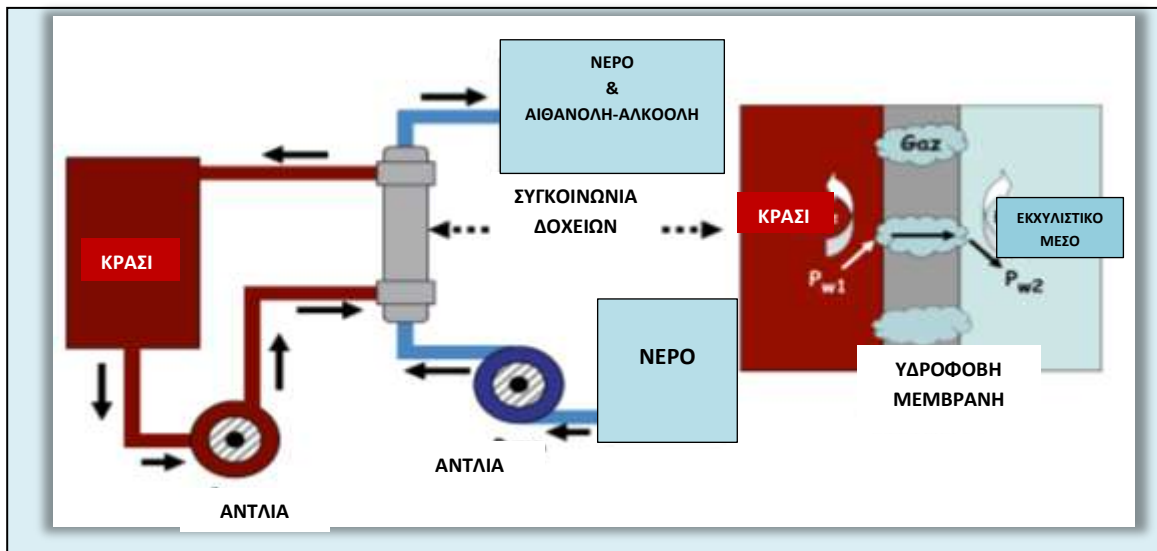 ΝΕΡΟ
&
ΑΙΘΑΝΟΛΗ-ΑΛΚΟΟΛΗ
ΣΥΓΚΟΙΝΩΝΙΑ
ΔΟΧΕΙΩΝ
ΚΡΑΣΙ
ΝΕΡΟ
ΑΝΤΛΙΑ
ΑΝΤΛΙΑ
Gaz
ΚΡΑΣΙ
ΕΚΧΥΛΙΣΤΙΚΟ
ΜΕΣΟ
Pw1
Pw2
ΥΔΡΟΦΟΒΗ
ΜΕΜΒΡΑΝΗ